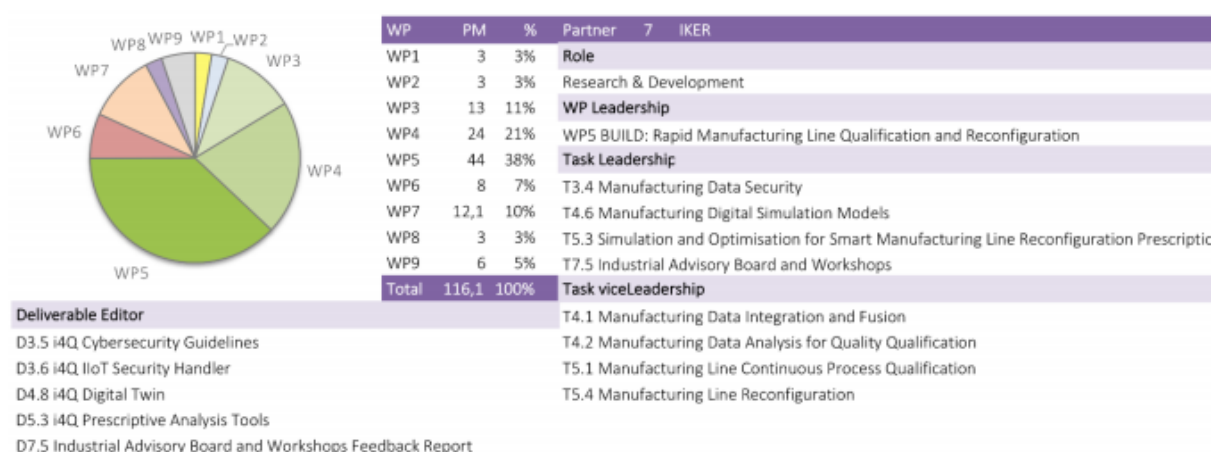 WP8 WP9 WP1 WP2
WP7 WP3
WP6 WP4
WP5
WP PM % Partner 7 IKER
WP1 3 3% Role
WP2 3 3% Research & Development
WP3 13 11% WP Leadership
WP4 24 21% WP5 BUILD: Rapid Manufacturing Line Qualification and Reconfiguration
WP5 44 38% Task Leadership
WP6 8 7% T3.4 Manufacturing Data Security
WP7 12,1 10% T4.6 Manufacturing Digital Simulation Models
WP8 3 3% T5.3 Simulation and Optimisation for Smart Manufacturing Line Reconfiguration Prescriptio
WP9 6 5% T7.5 Industrial Advisory Board and Workshops
Total 116,1 100% Task viceLeadership
Deliverable Editor T4.1 Manufacturing Data Integration and Fusion
D3.5 i4Q Cybersecurity Guidelines T4.2 Manufacturing Data Analysis for Quality Qualification
D3.6 i4Q IIoT Security Handler T5.1 Manufacturing Line Continuous Process Qualification
D4.8 i4Q Digital Twin T5.4 Manufacturing Line Reconfiguration
D5.3 i4Q Prescriptive Analysis Tools
D7.5 Industrial Advisory Board and Workshops Feedback Report